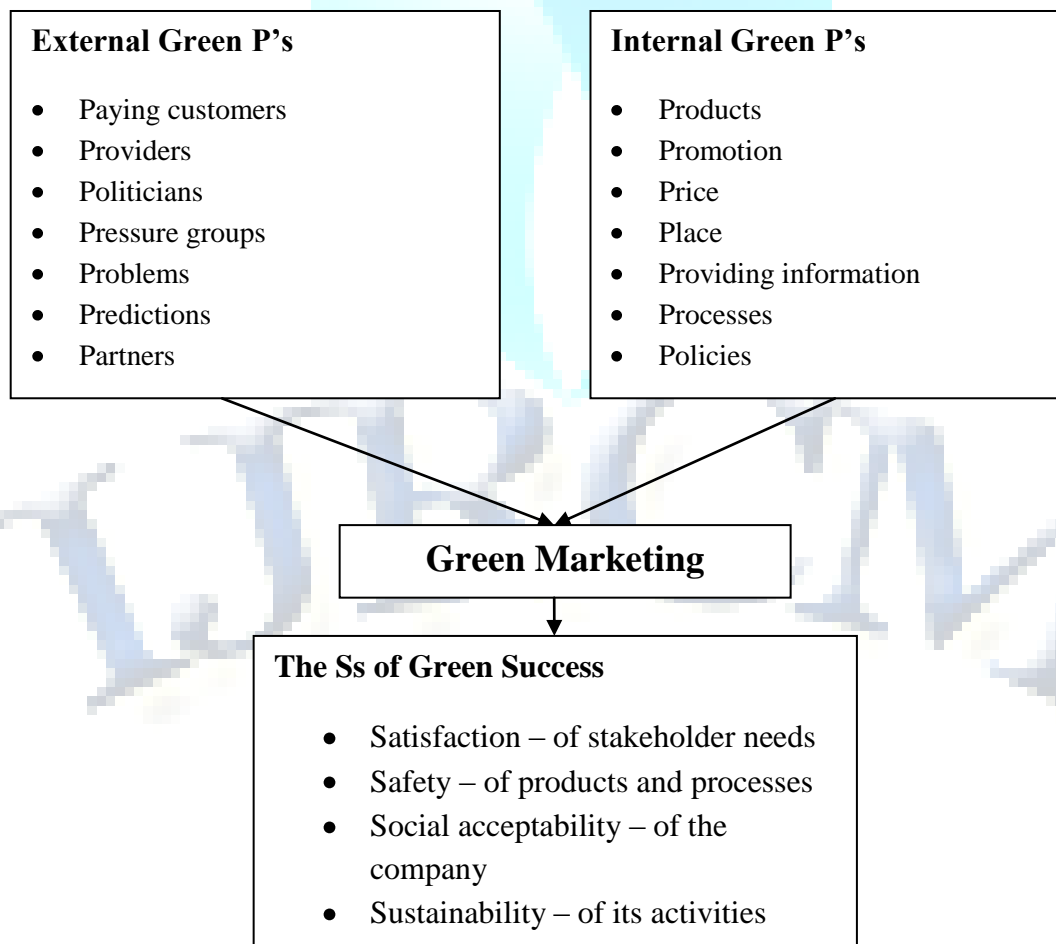 External Green P’s
• Paying customers
• Providers
• Politicians
• Pressure groups
• Problems
• Predictions
• Partners
Internal Green P’s
• Products
• Promotion
• Price
• Place
• Providing information
• Processes
• Policies
Green Marketing
The Ss of Green Success
• Satisfaction – of stakeholder needs
• Safety – of products and processes
• Social acceptability – of the
company
• Sustainability – of its activities
IJRCM